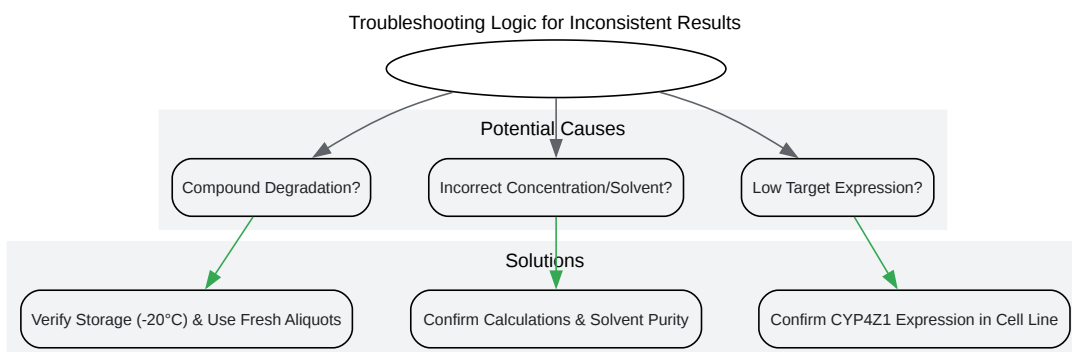 Troubleshooting Logic for Inconsistent Results
Potential Causes
Compound Degradation?
Incorrect Concentration/Solvent?
Low Target Expression?
Solutions
Verify Storage (-20°C) & Use Fresh Aliquots
Confirm Calculations & Solvent Purity
Confirm CYP4Z1 Expression in Cell Line